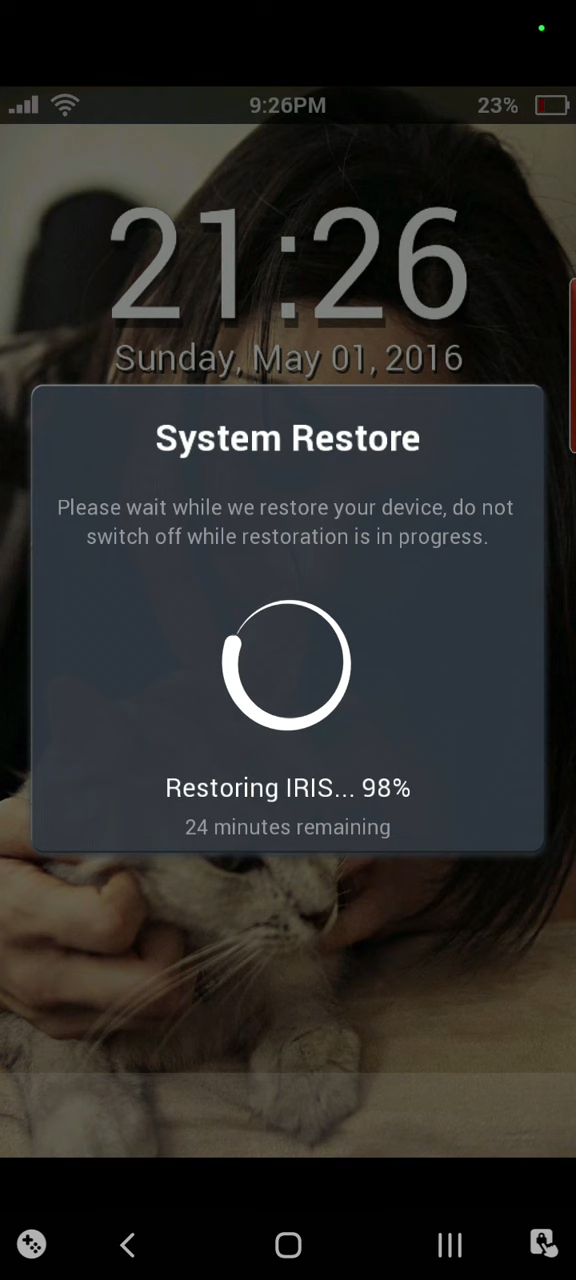 9:26PM
23%
21:26
Sunday, May 01, 2016
System Restore
Please wait while we restore your device, do not
switch off while restoration is in progress.
Restoring IRIS... 98%
24 minutes remaining